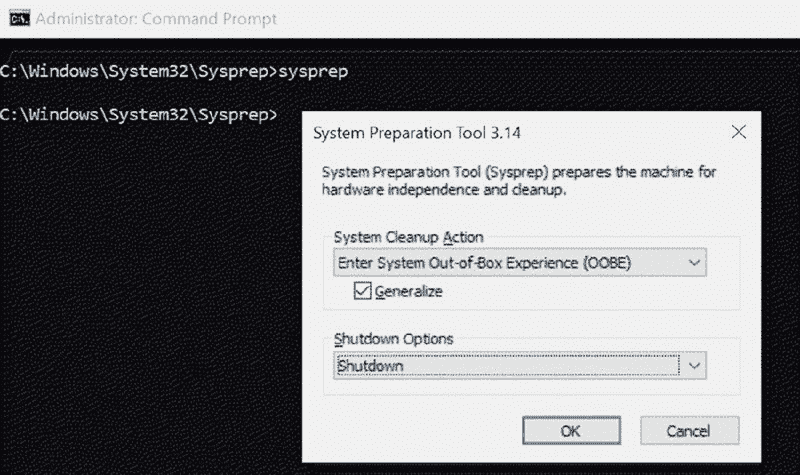 Administrator: Command Prompt
C:\Windows\System32\Sysprep>sysprep
C:\Windows\System32\Sysprep>
System Preparation Tool 3.14
System Preparation Tool (Sysprep) prepares the machine for
hardware independence and cleanup.
System Cleanup Action
Enter System Out-of-Box Experience (OOBE)
Generalize
Shutdown Options
Shutdown
OK
Cancel